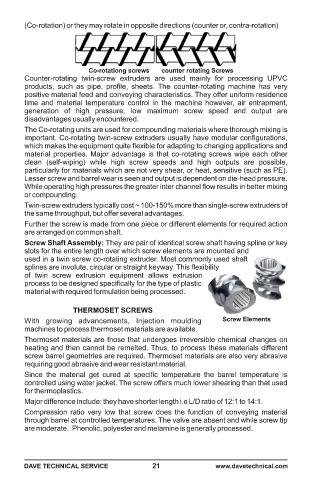 (Co-rotation) or they may rotate in opposite directions (counter or, contra-rotation)
Co-rotationg screws counter rotating Screws
Counter-rotating twin-screw extruders are used mainly for processing UPVC
products, such as pipe, profile, sheets. The counter-rotating machine has very
positive material feed and conveying characteristics. They offer uniform residence
time and material temperature control in the machine however, air entrapment,
generation of high pressure, low maximum screw speed and output are
disadvantages usually encountered.
The Co-rotating units are used for compounding materials where thorough mixing is
important. Co-rotating twin-screw extruders usually have modular configurations,
which makes the equipment quite flexible for adapting to changing applications and
material properties. Major advantage is that co-rotating screws wipe each other
clean (self-wiping) while high screw speeds and high outputs are possible,
particularly for materials which are not very shear, or heat, sensitive (such as PE).
Lesser screw and barrel wear is seen and output is dependent on die-head pressure.
While operating high pressures the greater inter channel flow results in better mixing
or compounding.
Twin-screw extruders typically cost ~ 100-150% more than single-screw extruders of
the same throughput, but offer several advantages.
Further the screw is made from one piece or different elements for required action
are arranged on common shaft.
Screw Shaft Assembly: They are pair of identical screw shaft having spline or key
slots for the entire length over which screw elements are mounted and
used in a twin screw co-rotating extruder. Most commonly used shaft
splines are involute, circular or straight keyway. This flexibility
of twin screw extrusion equipment allows extrusion
process to be designed specifically for the type of plastic
material with required formulation being processed.
THERMOSET SCREWS
With growing advancements, Injection moulding
machines to process thermoset materials are available.
Screw Elements
Thermoset materials are those that undergoes irreversible chemical changes on
heating and then cannot be remelted. Thus, to process these materials different
screw barrel geometries are required. Thermoset materials are also very abrasive
requiring good abrasive and wear resistant material.
Since the material get cured at specific temperature the barrel temperature is
controlled using water jacket. The screw offers much lower shearing than that used
for thermoplastics.
Major difference include: they have shorter length i.e L/D ratio of 12:1 to 14:1.
Compression ratio very low that screw does the function of conveying material
through barrel at controlled temperatures. The valve are absent and while screw tip
are moderate. Phenolic, polyester and melamine is generally processed.
DAVE TECHNICAL SERVICE 21 www.davetechnical.com